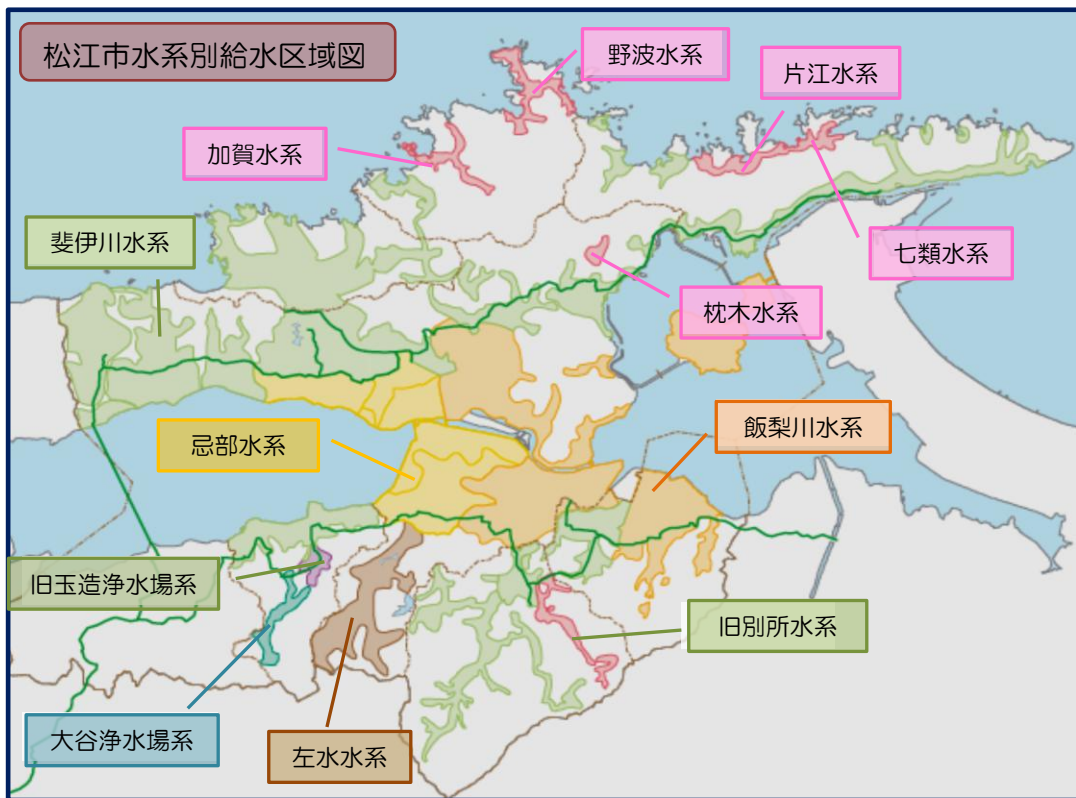 松江市水系別給水区域図
野波水系
片江水系
加賀水系
斐伊川水系
七類水系
枕木水系
忌部水系
飯梨川水系
旧玉造浄水場系
旧別所水系
大谷浄水場系
左水水系